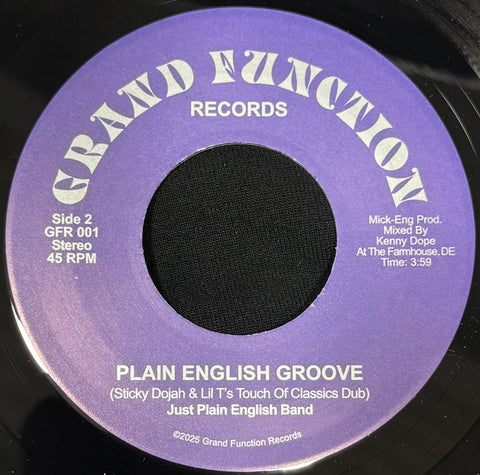 GRAND FUNCTION
RECORDS
Side 2
GFR 001
Stereo
45 RPM
Mick-Eng Prod.
Mixed By
Kenny Dope
At The Farmhouse, DE
Time: 3:59
PLAIN ENGLISH GROOVE
(Sticky Dojah & Lil T's Touch Of Classics Dub)
Just Plain English Band
©2025 Grand Function Records